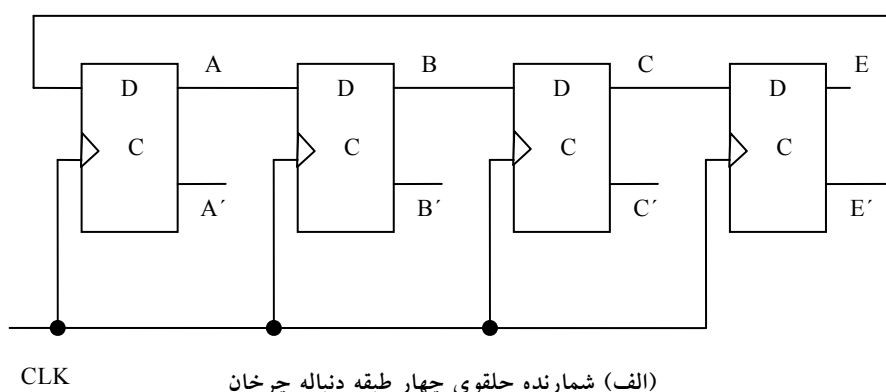 A B C E
D D D D
C C C C
A´ B´ C´ E´
CLK
(الف) شمارنده حلقوی چهار طبقه دنباله چرخان